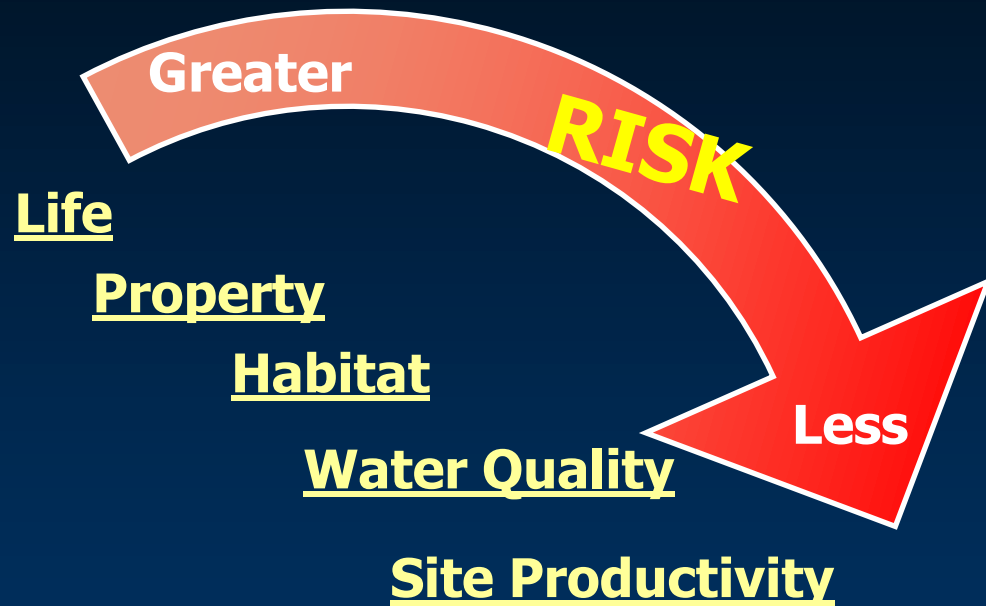 Greater
RISK
Life
Property
Habitat
Less
Water Quality
Site Productivity